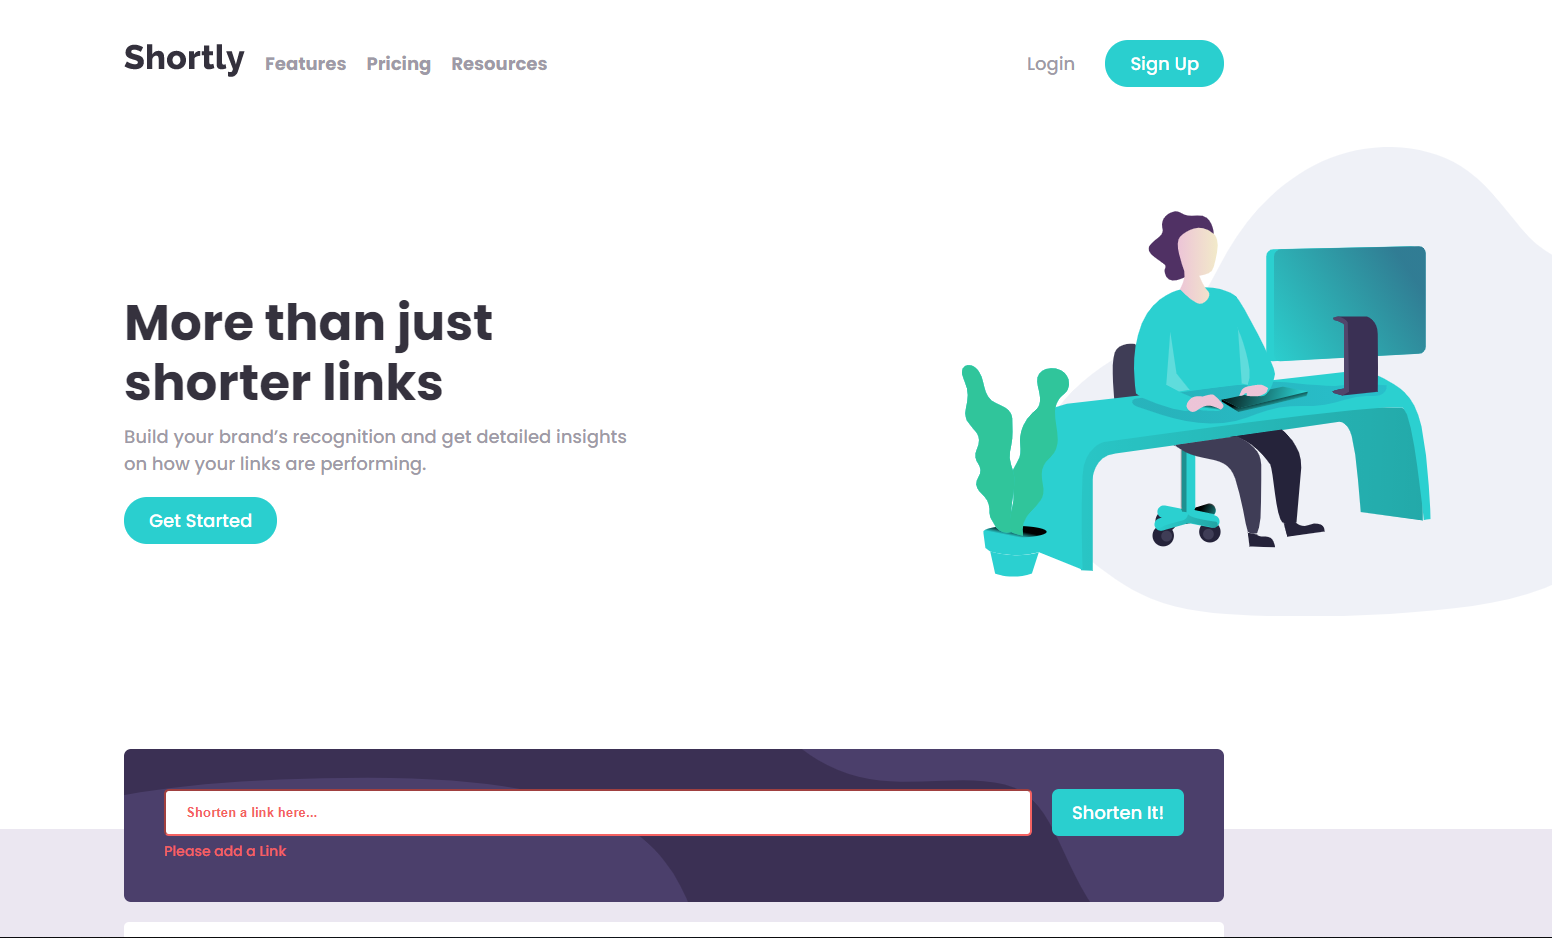 Shortly Features Pricing Resources Login Sign Up
More than just
shorter links
Build your brand’s recognition and get detailed insights
on how your links are performing.
Get Started
Shorten a link here... Shorten It!
Please add a Link